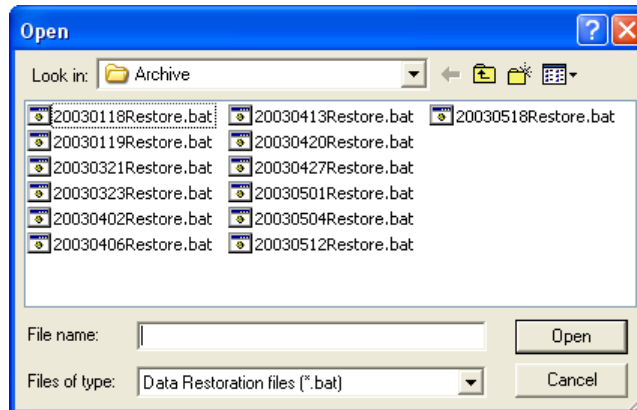 Open
Look in: Archive
20030118Restore.bat 20030413Restore.bat 20030518Restore.bat
20030119Restore.bat 20030420Restore.bat
20030321Restore.bat 20030427Restore.bat
20030323Restore.bat 20030501Restore.bat
20030402Restore.bat 20030504Restore.bat
20030406Restore.bat 20030512Restore.bat
File name: Open
Files of type: Data Restoration files (*.bat) Cancel